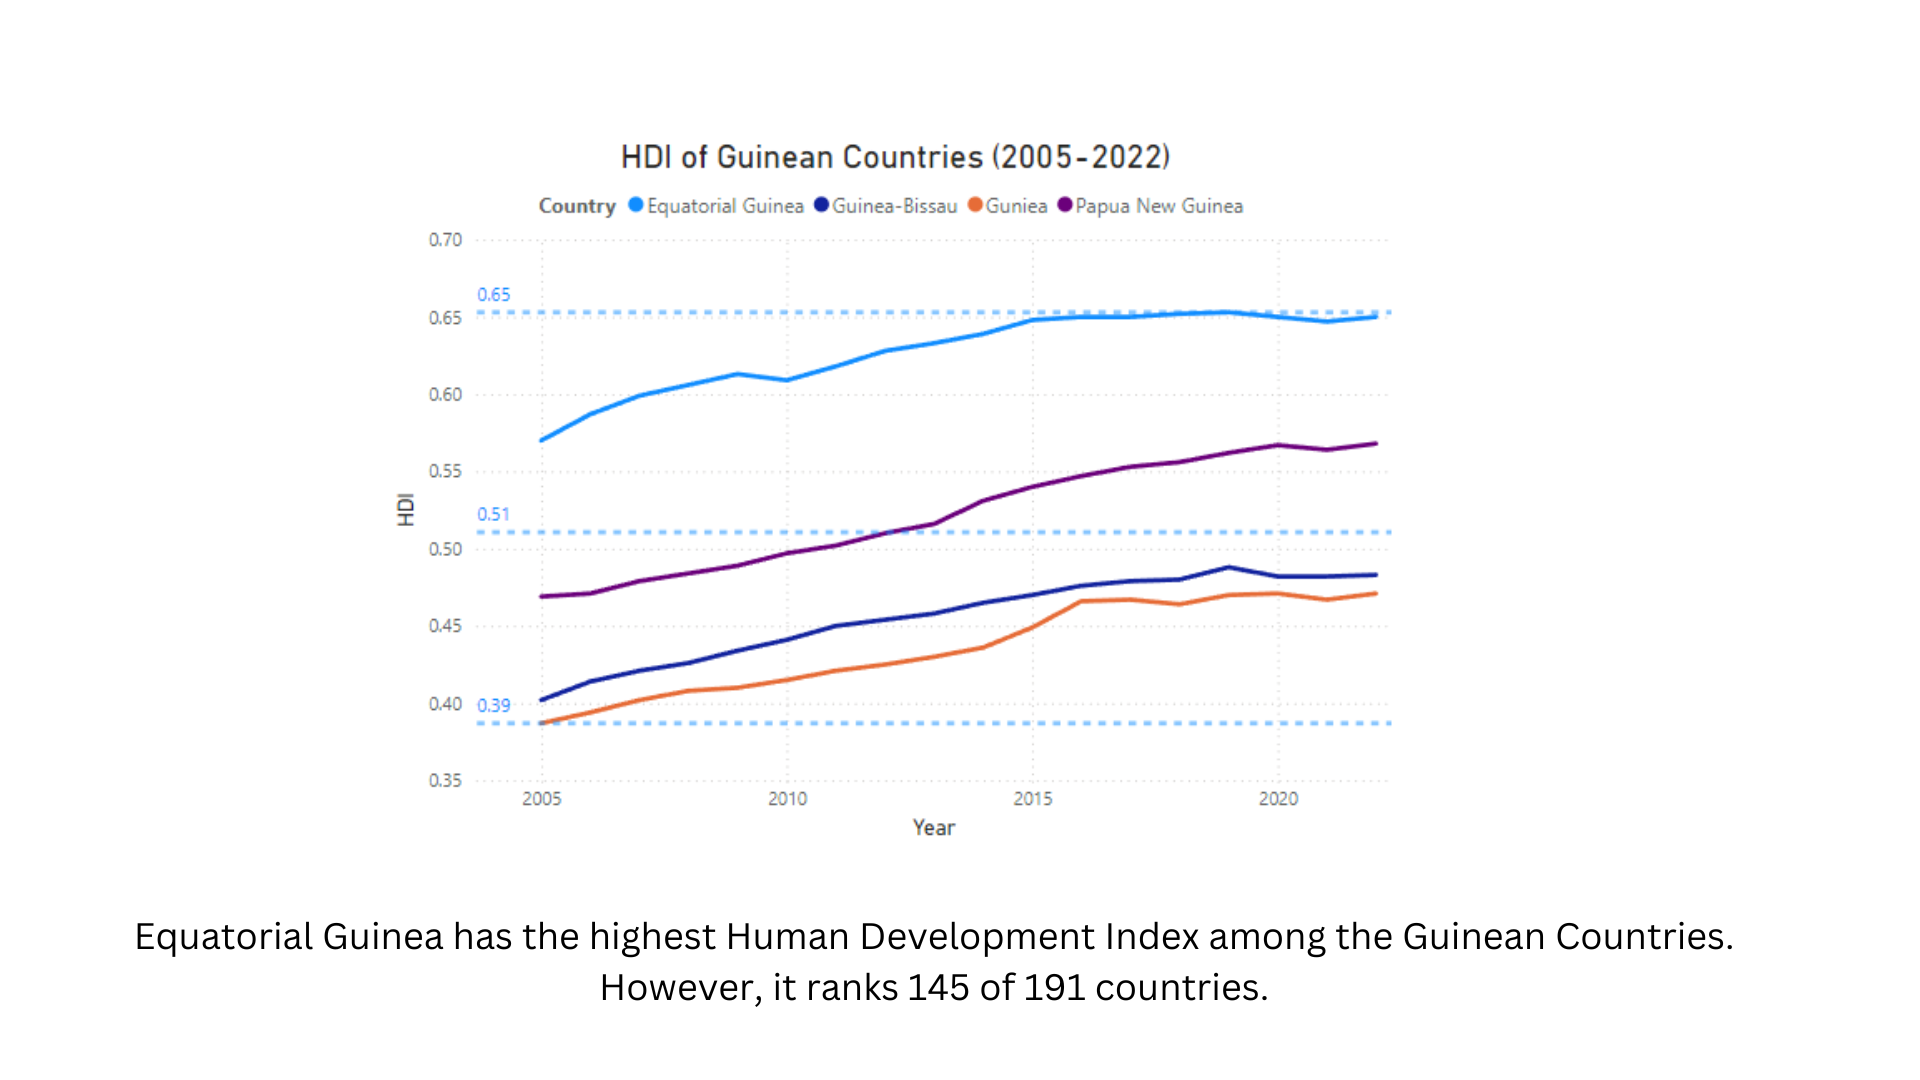 HDI of Guinean Countries (2005-2022)
Country Equatorial Guinea Guinea-Bissau Guniea Papua New Guinea
0.70
0.65
0.65
0.60
0.55
HDI
0.51
0.50
0.45
0.40
0.39
0.35
2005 2010 2015 2020
Year
Equatorial Guinea has the highest Human Development Index among the Guinean Countries.
However, it ranks 145 of 191 countries.